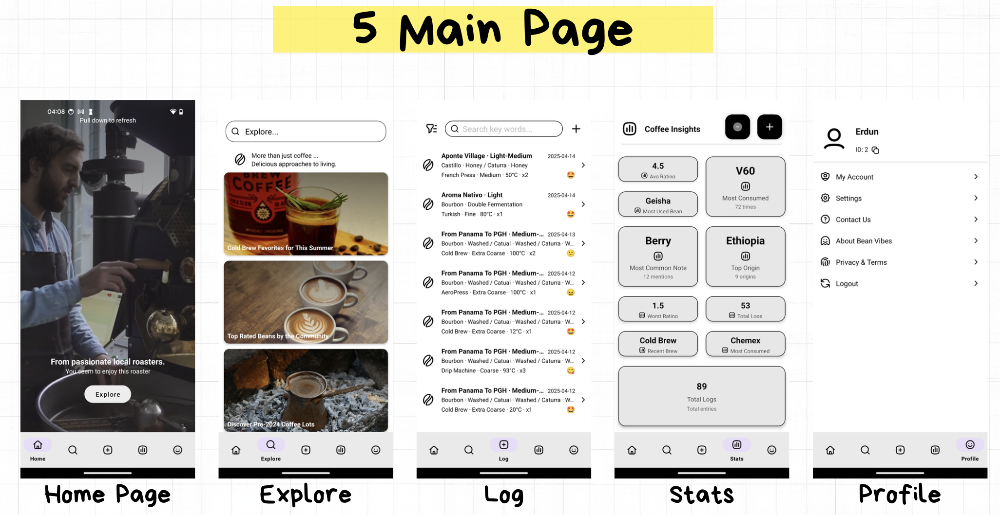 5 Main Page
04:08
Pull down to refresh
From passionate local roasters.
You seem to enjoy this roaster
Explore
Home
Home Page
Explore...
More than just coffee ...
Delicious approaches to living.
BREW
COFFEE
Cold Brew Favorites for This Summer
Top Rated Beans by the Community
Discover Pre-2024 Coffee Lots
Explore
Explore
Search key words...
Aponte Village · Light-Medium 2025-04-14
Castillo · Honey / Caturra · Honey
French Press · Medium · 50°C · x2
Aroma Nativo · Light 2025-04-14
Bourbon · Double Fermentation
Turkish · Fine · 80°C · x1
From Panama To PGH · Medium-... 2025-04-13
Bourbon · Washed / Catuai · Washed / Caturra · W...
Cold Brew · Extra Coarse · 100°C · x2
From Panama To PGH · Medium-... 2025-04-12
Bourbon · Washed / Catuai · Washed / Caturra · W...
AeroPress · Extra Coarse · 100°C · x1
From Panama To PGH · Medium-... 2025-04-12
Bourbon · Washed / Catuai · Washed / Caturra · W...
Cold Brew · Extra Coarse · 12°C · x1
From Panama To PGH · Medium-... 2025-04-12
Bourbon · Washed / Catuai · Washed / Caturra · W...
Drip Machine · Coarse · 93°C · x3
From Panama To PGH · Medium-... 2025-04-12
Bourbon · Washed / Catuai · Washed / Caturra · W...
Cold Brew · Extra Coarse · 20°C · x1
Log
Log
Coffee Insights
4.5
Avg Rating
V60
Most Consumed
72 times
Geisha
Most Used Bean
Berry
Most Common Note
12 mentions
Ethiopia
Top Origin
9 origins
1.5
Worst Rating
53
Total Logs
Cold Brew
Recent Brew
Chemex
Most Consumed
89
Total Logs
Total entries
Stats
Stats
Erdun
ID: 2
My Account
Settings
Contact Us
About Bean Vibes
Privacy & Terms
Logout
Profile
Profile